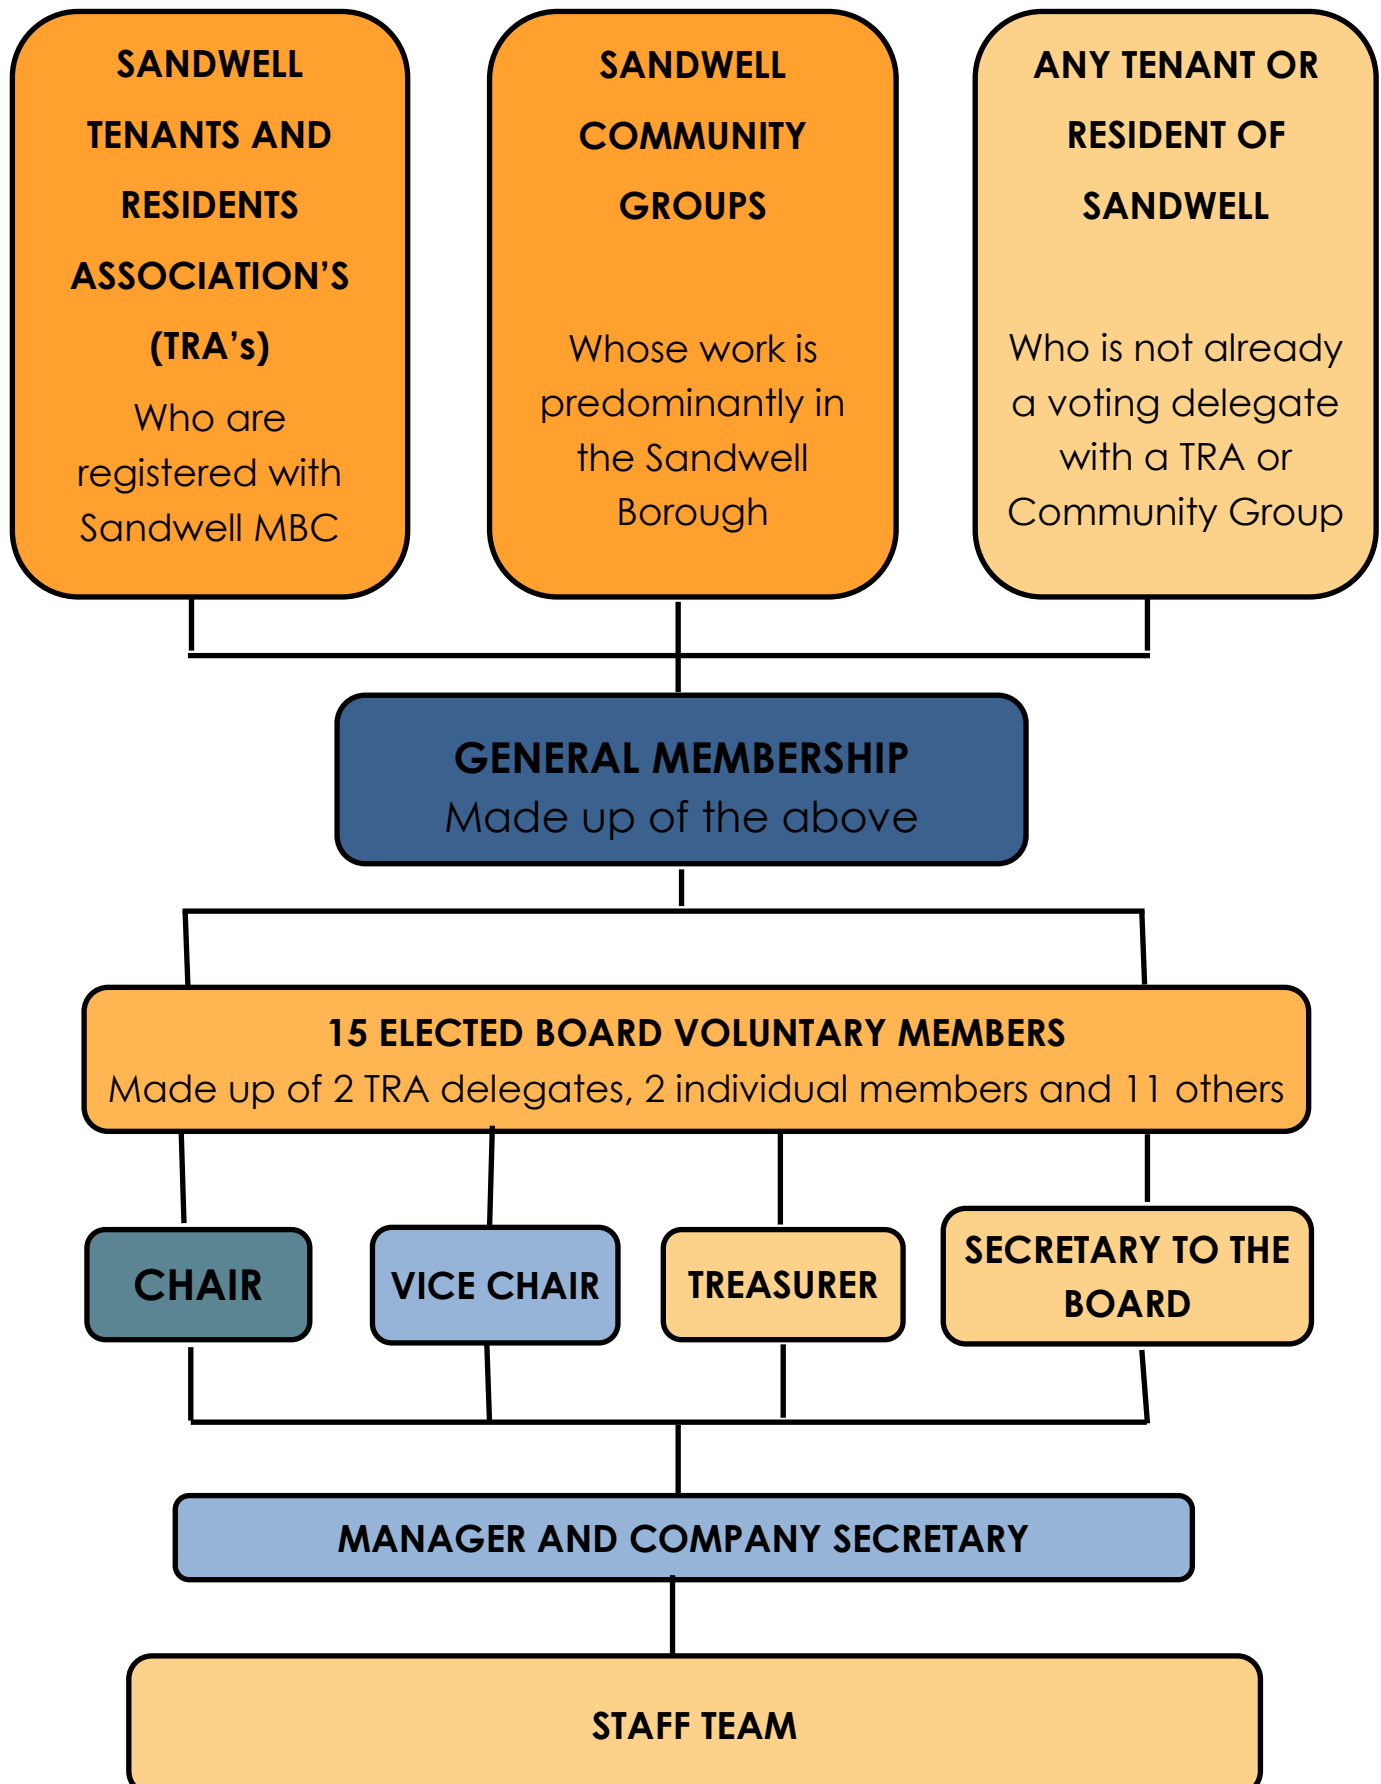 SANDWELL
TENANTS AND
RESIDENTS
ASSOCIATION’S
(TRA’s)
Who are
registered with
Sandwell MBC
SANDWELL
COMMUNITY
GROUPS
Whose work is
predominantly in
the Sandwell
Borough
ANY TENANT OR
RESIDENT OF
SANDWELL
Who is not already
a voting delegate
with a TRA or
Community Group
GENERAL MEMBERSHIP
Made up of the above
15 ELECTED BOARD VOLUNTARY MEMBERS
Made up of 2 TRA delegates, 2 individual members and 11 others
CHAIR
VICE CHAIR
TREASURER
SECRETARY TO THE
BOARD
MANAGER AND COMPANY SECRETARY
STAFF TEAM